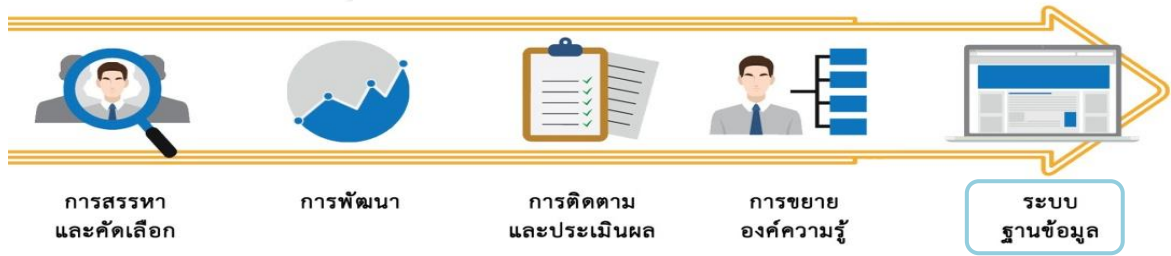 การสรรหา
และคัดเลือก
การพัฒนา
การติดตาม
และประเมินผล
การขยาย
องค์ความรู้
ระบบ
ฐานข้อมูล